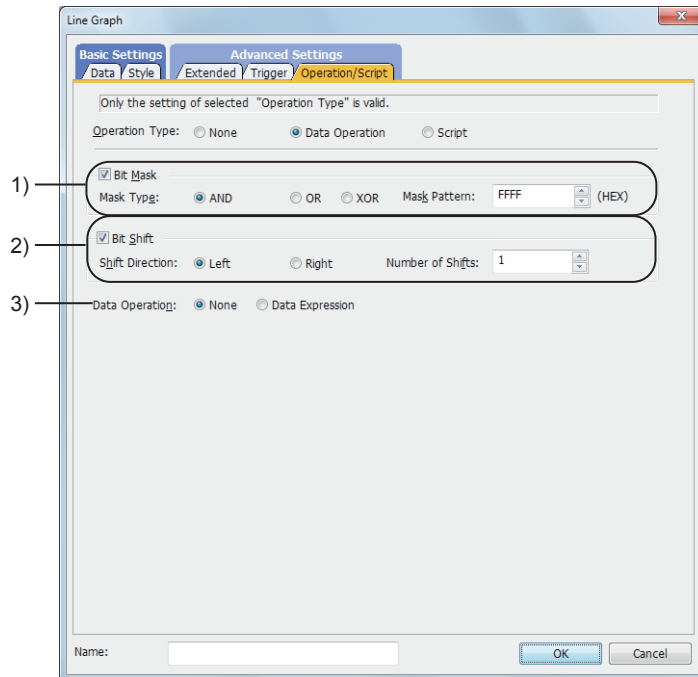 Line Graph
Basic Settings Advanced Settings
Data Style Extended Trigger Operation/Script
Only the setting of selected "Operation Type" is valid.
Operation Type: None Data Operation Script
1) Bit Mask
Mask Type: AND OR XOR Mask Pattern: FFFF (HEX)
2) Bit Shift
Shift Direction: Left Right Number of Shifts: 1
3) Data Operation: None Data Expression
Name: OK Cancel